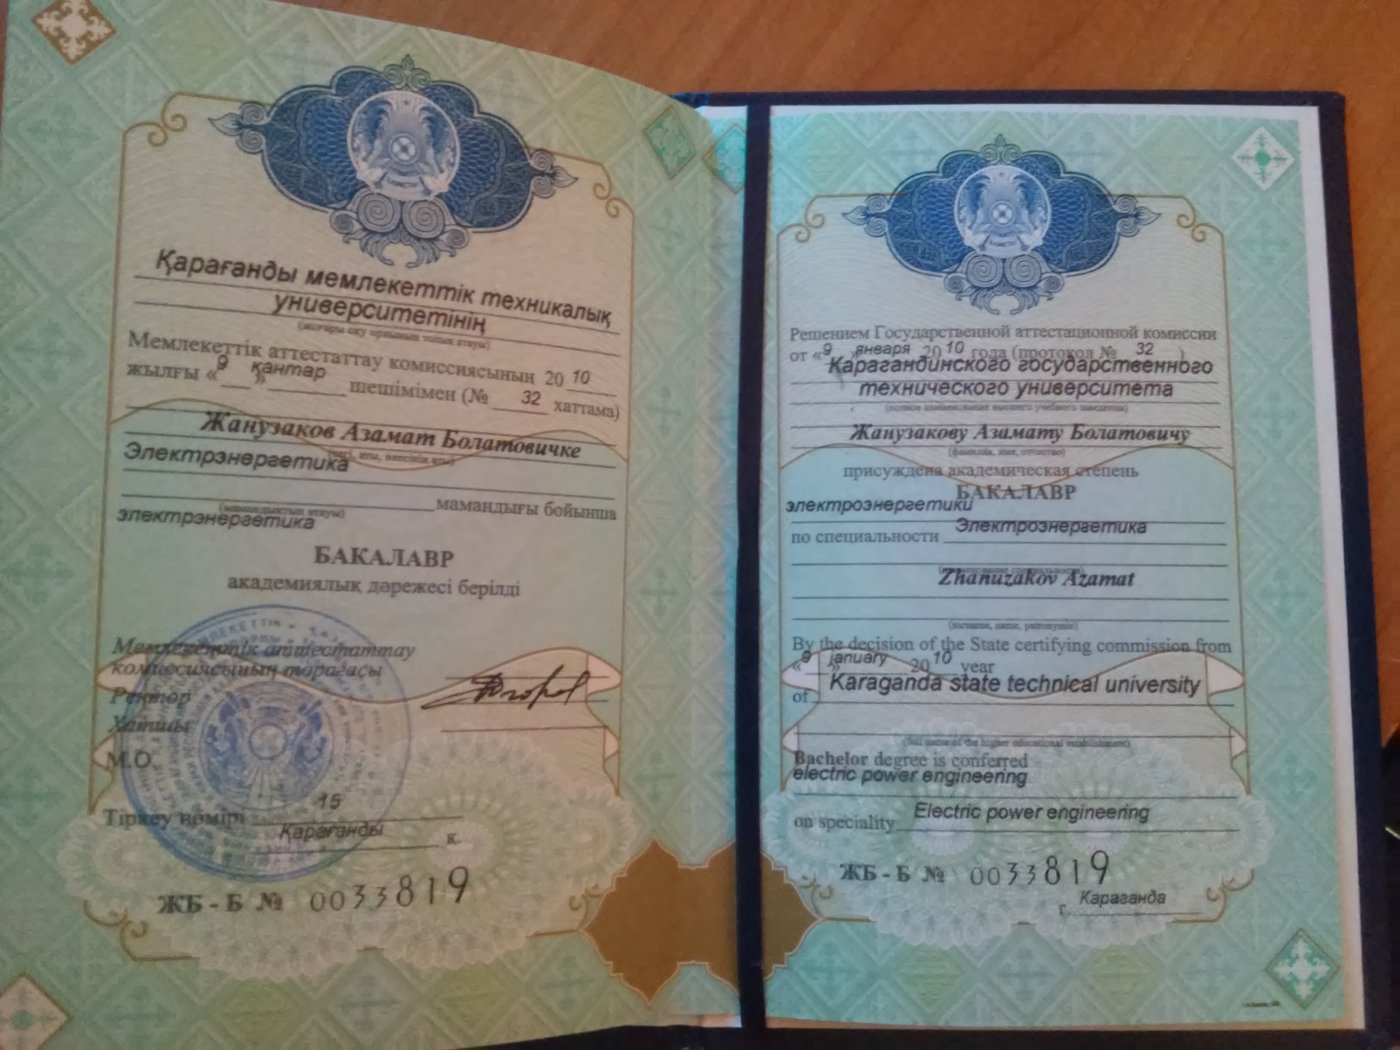 Қарағанды мемлекеттік техникалық
университетінің
(жоғары оқу орнының толық атауы)
Мемлекеттік аттестаттау комиссиясының 20 10
жылғы « 9 » қаңтар шешімімен (№ 32 хаттама)
Жанузаков Азамат Болатовичке
Электрэнергетика
мамандығы бойынша
(мамандықтың атауы)
электрэнергетика
БАКАЛАВР
академиялық дәрежесі берілді
Мемлекеттік аттестаттау
комиссиясының төрағасы
Ректор
Хатшы
М.О.
Тіркеу нөмірі 15
Қарағанды қ.
ЖБ - Б № 0033819
Решением Государственной аттестационной комиссии
от « 9 » января 20 10 года (протокол № 32 )
Карагандинского государственного
технического университета
(полное наименование высшего учебного заведения)
Жанузакову Азамату Болатовичу
(фамилия, имя, отчество)
присуждена академическая степень
БАКАЛАВР
электроэнергетики
по специальности Электроэнергетика
Zhanuzakov Azamat
(surname, name, patronymic)
By the decision of the State certifying commission from
« 9 » january 20 10 year
of Karaganda state technical university
(full name of the higher educational establishment)
Bachelor degree is conferred
electric power engineering
on speciality Electric power engineering
ЖБ - Б № 0033819
г. Караганда